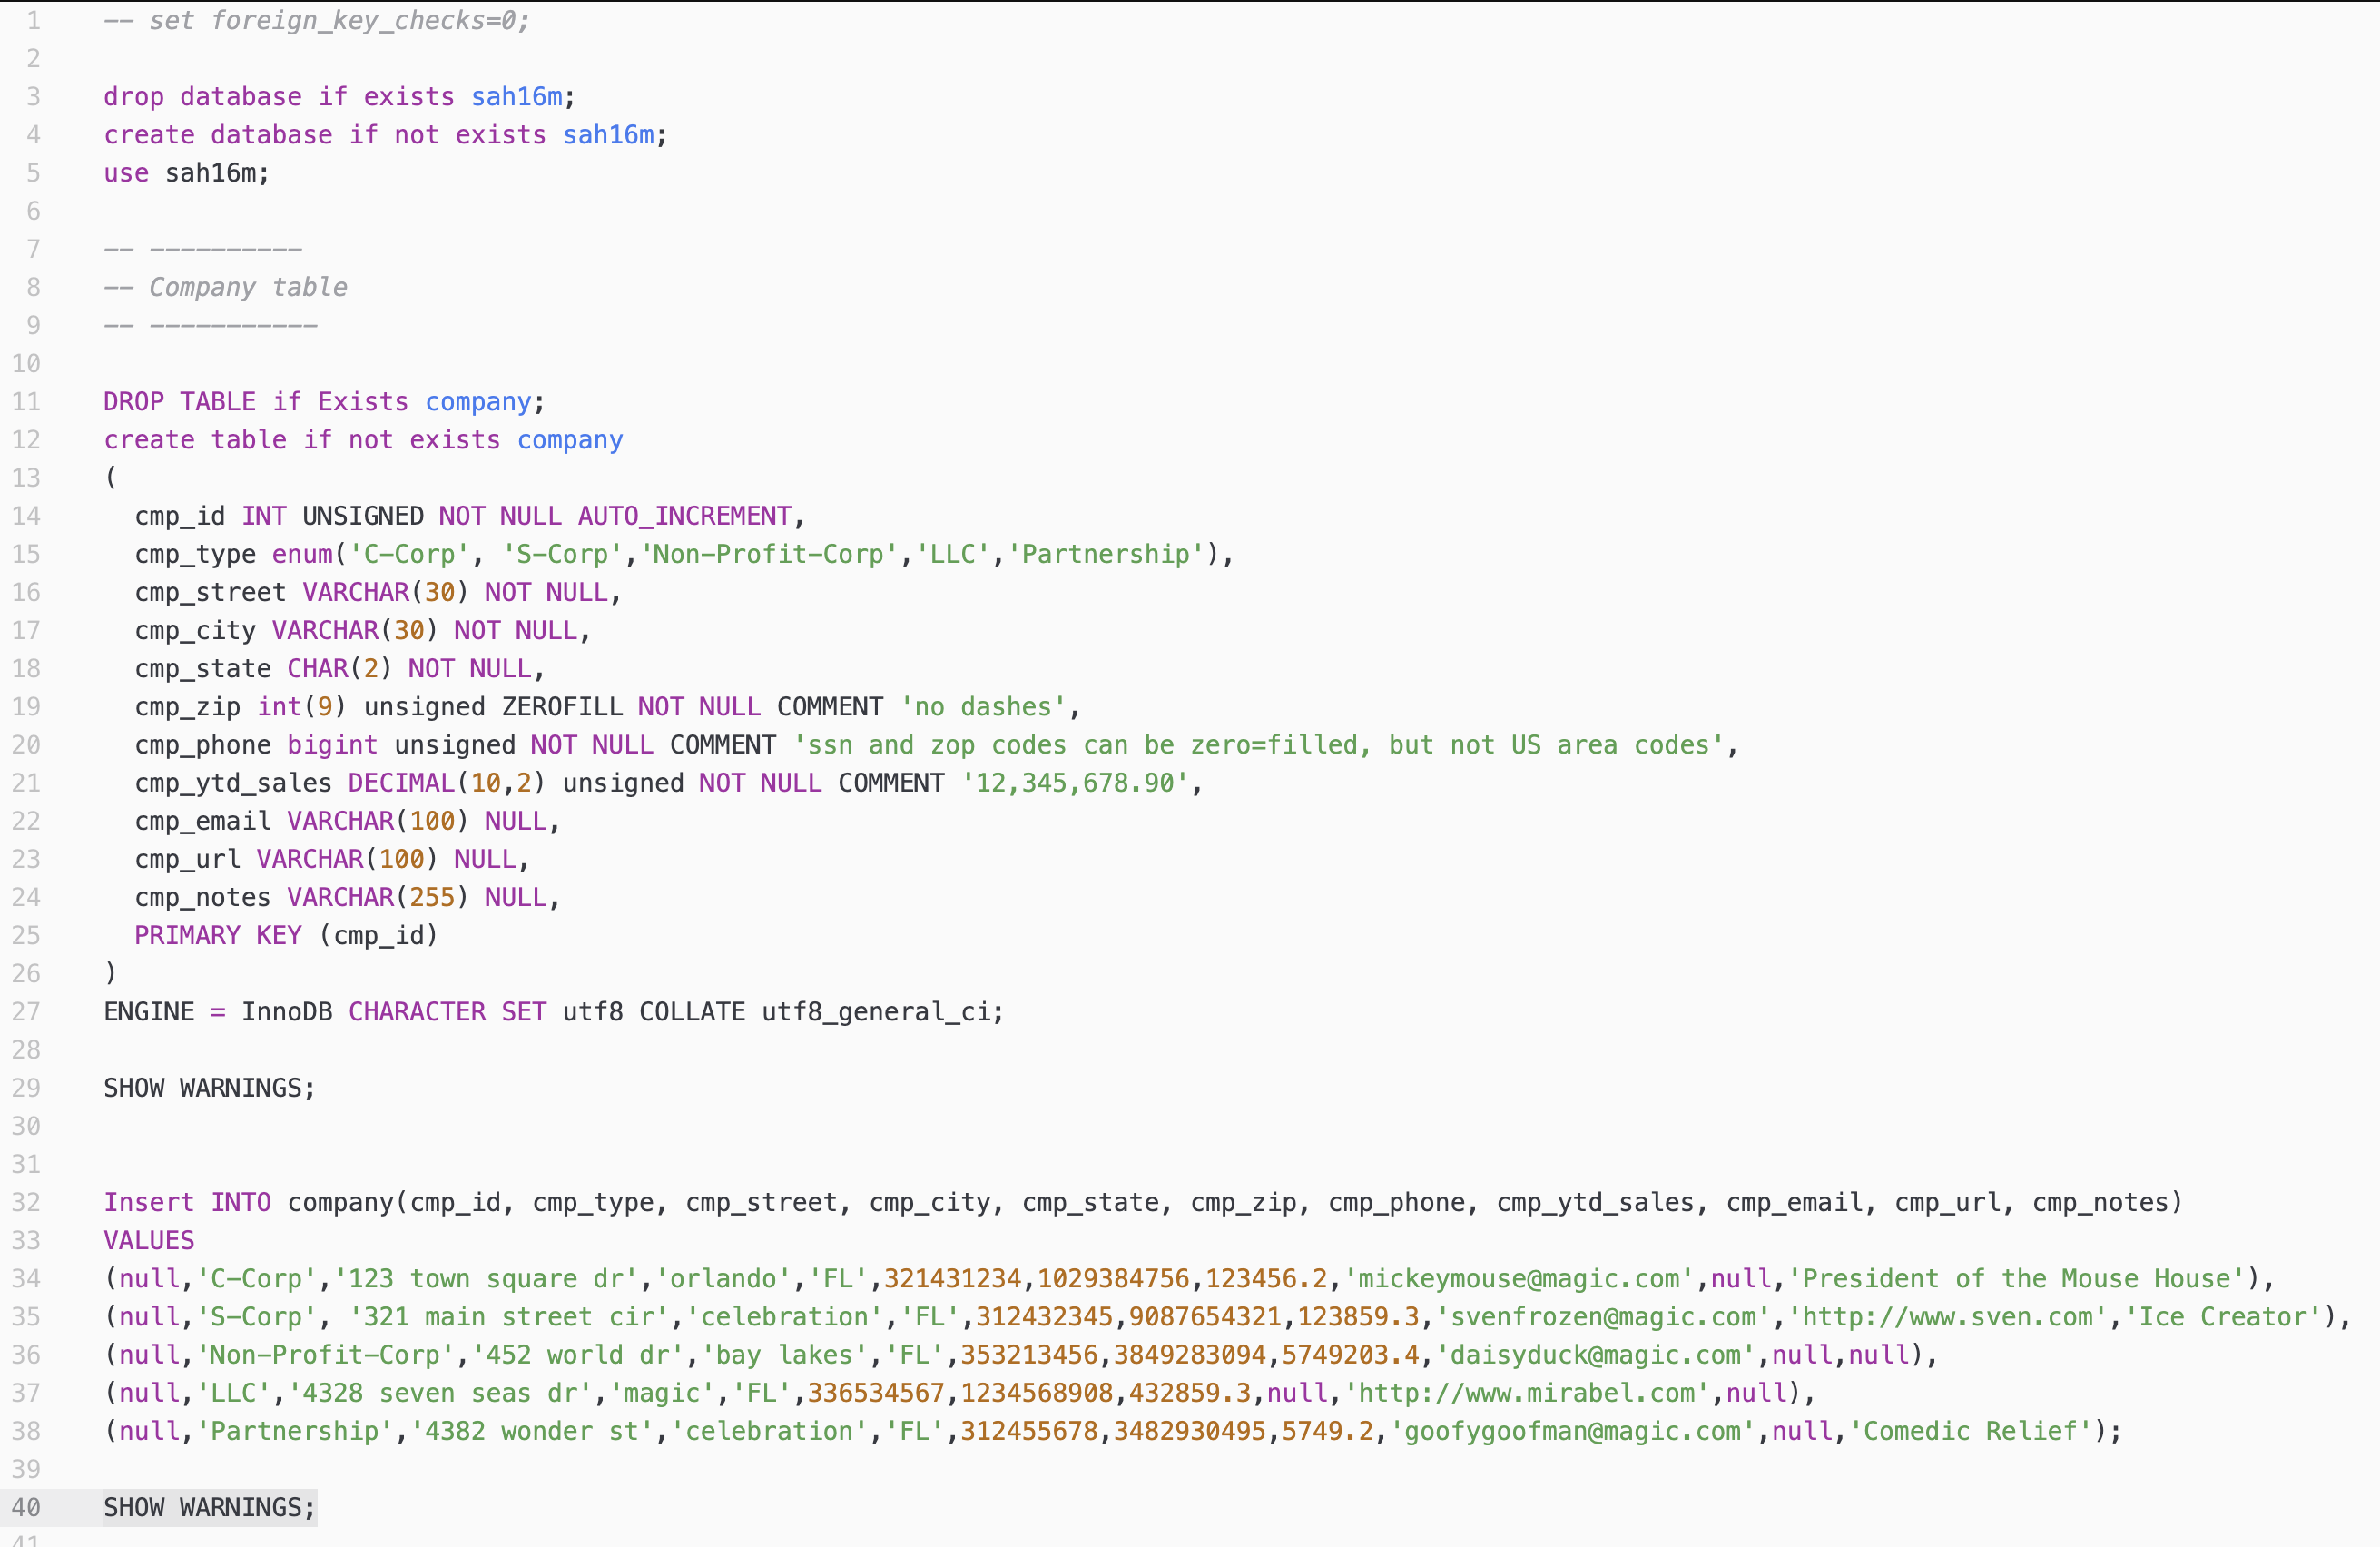 1 -- set foreign_key_checks=0;
2
3 drop database if exists sah16m;
4 create database if not exists sah16m;
5 use sah16m;
6
7 -- ----------
8 -- Company table
9 -- -----------
10
11 DROP TABLE if Exists company;
12 create table if not exists company
13 (
14   cmp_id INT UNSIGNED NOT NULL AUTO_INCREMENT,
15   cmp_type enum('C-Corp', 'S-Corp','Non-Profit-Corp','LLC','Partnership'),
16   cmp_street VARCHAR(30) NOT NULL,
17   cmp_city VARCHAR(30) NOT NULL,
18   cmp_state CHAR(2) NOT NULL,
19   cmp_zip int(9) unsigned ZEROFILL NOT NULL COMMENT 'no dashes',
20   cmp_phone bigint unsigned NOT NULL COMMENT 'ssn and zop codes can be zero=filled, but not US area codes',
21   cmp_ytd_sales DECIMAL(10,2) unsigned NOT NULL COMMENT '12,345,678.90',
22   cmp_email VARCHAR(100) NULL,
23   cmp_url VARCHAR(100) NULL,
24   cmp_notes VARCHAR(255) NULL,
25   PRIMARY KEY (cmp_id)
26 )
27 ENGINE = InnoDB CHARACTER SET utf8 COLLATE utf8_general_ci;
28
29 SHOW WARNINGS;
30
31
32 Insert INTO company(cmp_id, cmp_type, cmp_street, cmp_city, cmp_state, cmp_zip, cmp_phone, cmp_ytd_sales, cmp_email, cmp_url, cmp_notes)
33 VALUES
34 (null,'C-Corp','123 town square dr','orlando','FL',321431234,1029384756,123456.2,'mickeymouse@magic.com',null,'President of the Mouse House'),
35 (null,'S-Corp', '321 main street cir','celebration','FL',312432345,9087654321,123859.3,'svenfrozen@magic.com','http://www.sven.com','Ice Creator'),
36 (null,'Non-Profit-Corp','452 world dr','bay lakes','FL',353213456,3849283094,5749203.4,'daisyduck@magic.com',null,null),
37 (null,'LLC','4328 seven seas dr','magic','FL',336534567,1234568908,432859.3,null,'http://www.mirabel.com',null),
38 (null,'Partnership','4382 wonder st','celebration','FL',312455678,3482930495,5749.2,'goofygoofman@magic.com',null,'Comedic Relief');
39
40 SHOW WARNINGS;
41